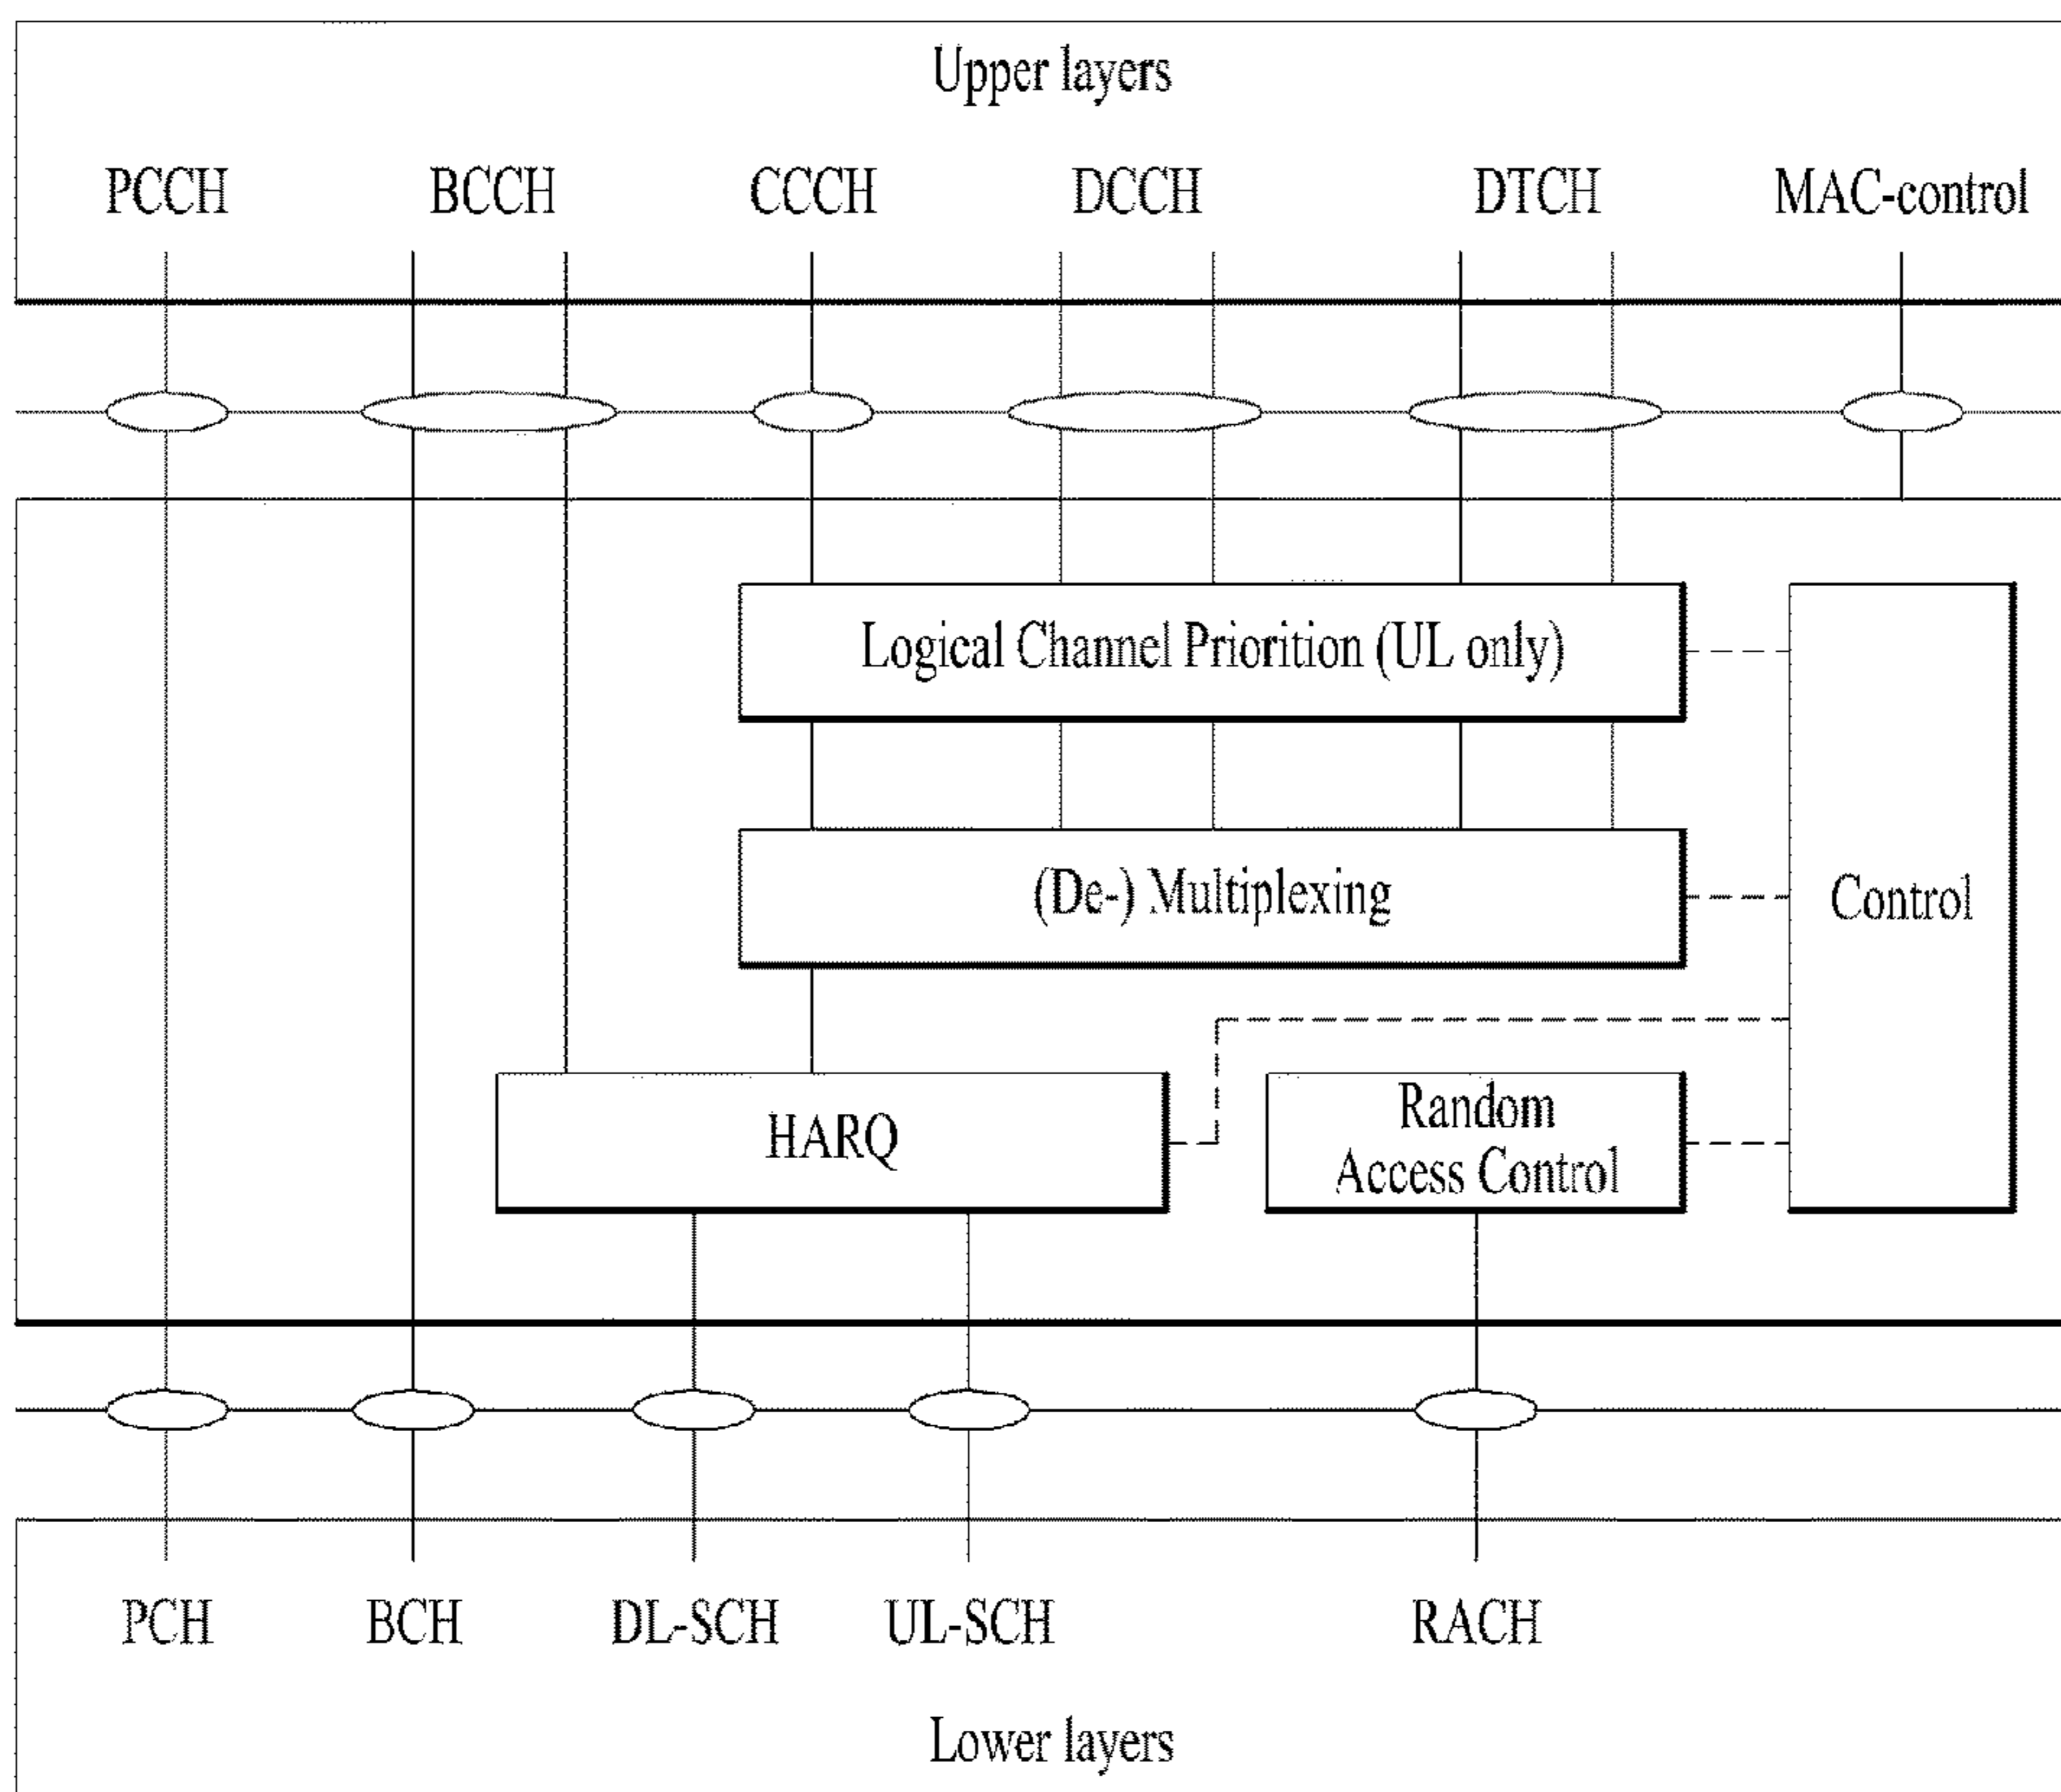 Upper layers
PCCH BCCH CCCH DCCH DTCH MAC-control
Logical Channel Priorition (UL only)
(De-) Multiplexing
Control
HARQ
Random
Access Control
PCH BCH DL-SCH UL-SCH RACH
Lower layers